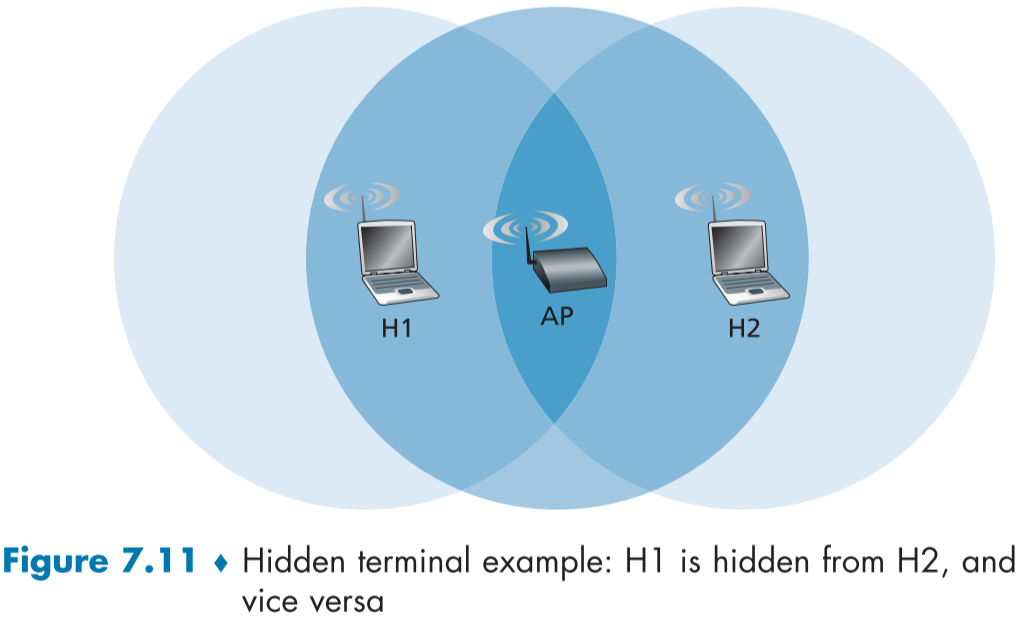 H1
AP
H2
Figure 7.11 ♦ Hidden terminal example: H1 is hidden from H2, and
vice versa